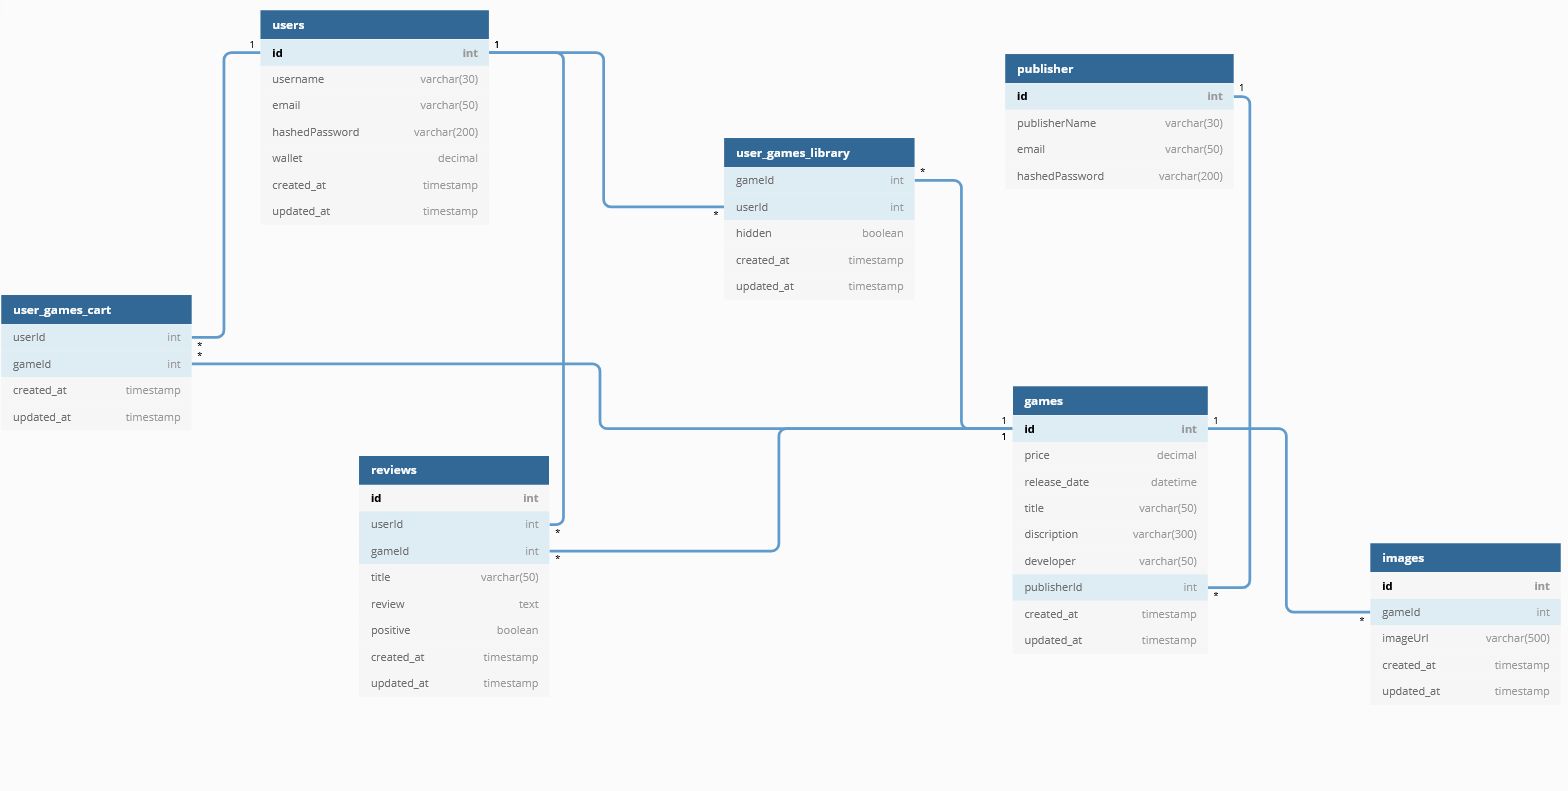 users
1 id int 1
username varchar(30)
email varchar(50)
hashedPassword varchar(200)
wallet decimal
created_at timestamp
updated_at timestamp
publisher
id int 1
publisherName varchar(30)
email varchar(50)
hashedPassword varchar(200)
user_games_library
gameId int *
* userId int
hidden boolean
created_at timestamp
updated_at timestamp
user_games_cart
userId int *
gameId int *
created_at timestamp
updated_at timestamp
games
1 id int 1
1
price decimal
release_date datetime
title varchar(50)
discription varchar(300)
developer varchar(50)
publisherId int *
created_at timestamp
updated_at timestamp
reviews
id int
userId int *
gameId int *
title varchar(50)
review text
positive boolean
created_at timestamp
updated_at timestamp
images
id int
* gameId int
imageUrl varchar(500)
created_at timestamp
updated_at timestamp